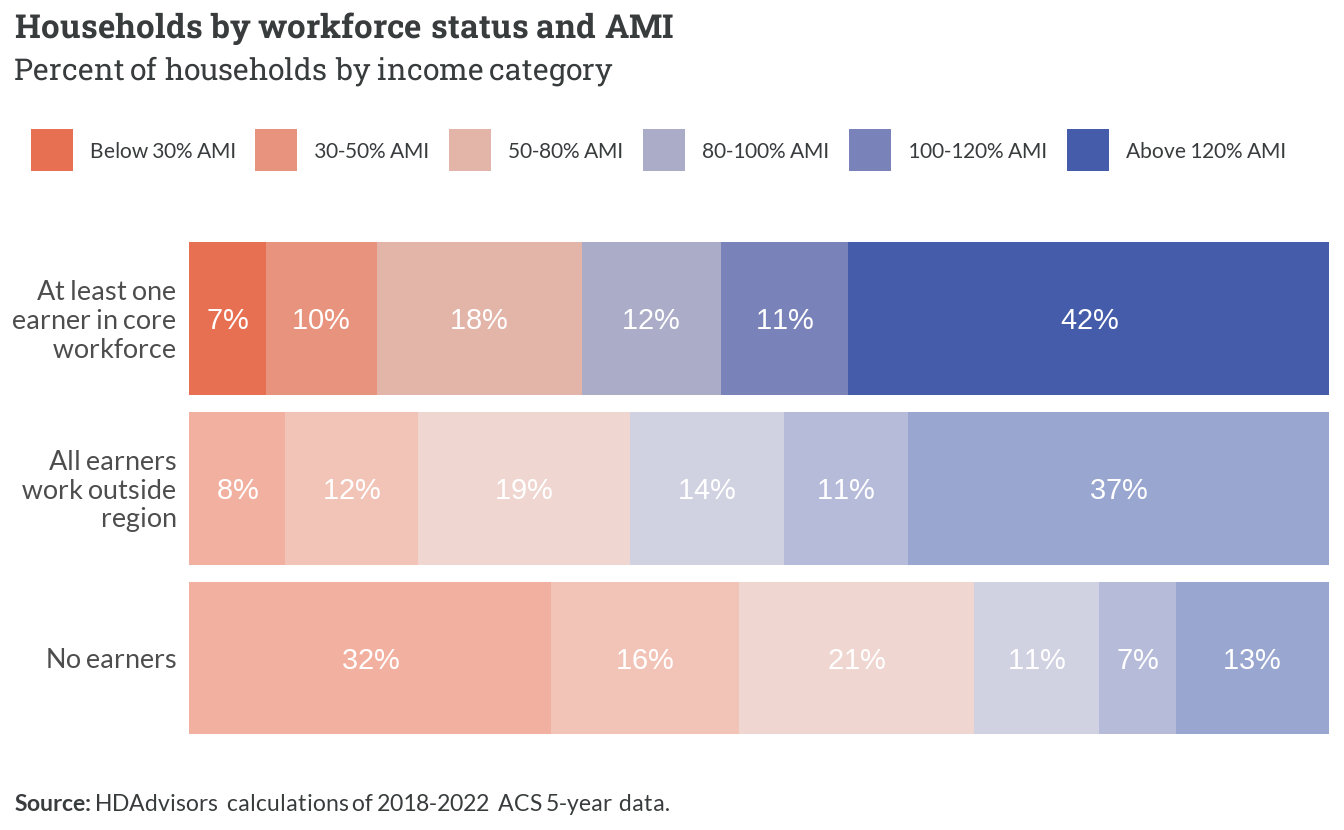 Households by workforce status and AMI
Percent of households by income category
Below 30% AMI 30-50% AMI 50-80% AMI 80-100% AMI 100-120% AMI Above 120% AMI
At least one
earner in core
workforce
7% 10% 18% 12% 11% 42%
All earners
work outside
region
8% 12% 19% 14% 11% 37%
No earners
32% 16% 21% 11% 7% 13%
Source: HDAdvisors calculations of 2018-2022 ACS 5-year data.